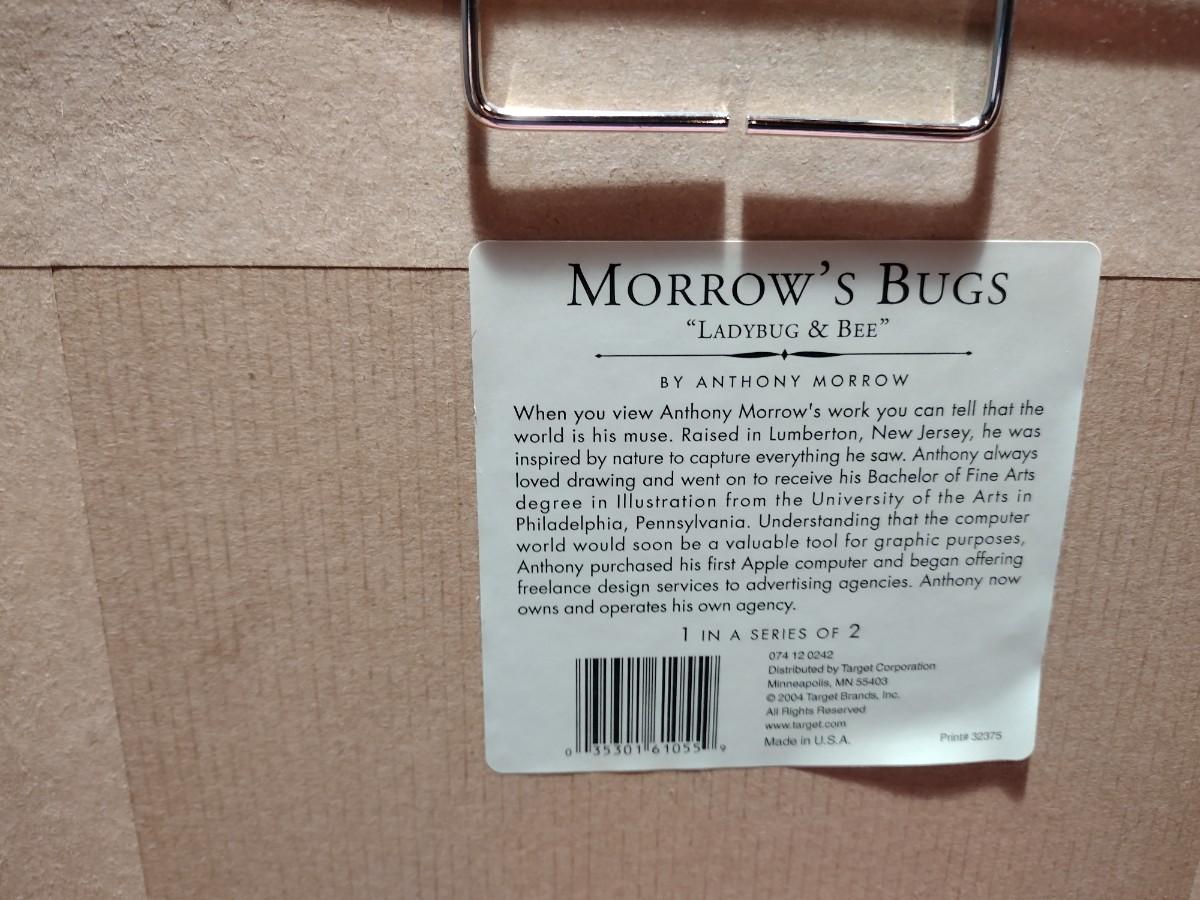 MORROW'S BUGS
"LADYBUG & BEE"
BY ANTHONY MORROW
When you view Anthony Morrow's work you can tell that the
world is his muse. Raised in Lumberton, New Jersey, he was
inspired by nature to capture everything he saw. Anthony always
loved drawing and went on to receive his Bachelor of Fine Arts
degree in Illustration from the University of the Arts in
Philadelphia, Pennsylvania. Understanding that the computer
world would soon be a valuable tool for graphic purposes,
Anthony purchased his first Apple computer and began offering
freelance design services to advertising agencies. Anthony now
owns and operates his own agency.
1 IN A SERIES OF 2
074 12 0242
Distributed by Target Corporation
Minneapolis, MN 55403
© 2004 Target Brands, Inc.
All Rights Reserved
www.target.com
Made in U.S.A.
Print# 32375
0 35301 61055 9